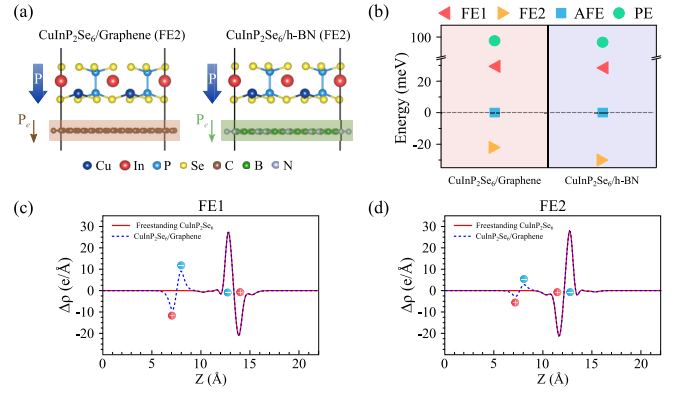 CuInP₂Se₆/Graphene (FE2)
CuInP₂Se₆/h-BN (FE2)
(a)
P
Pₑ
P
Pₑ
Cu In P Se C B N
(b)
FE1 FE2 AFE PE
Energy (meV)
100
20
0
-20
CuInP₂Se₆/Graphene
CuInP₂Se₆/h-BN
(c)
FE1
Freestanding CuInP₂Se₆
CuInP₂Se₆/Graphene
Δρ (e/Å)
30
20
10
0
-10
-20
0 5 10 15 20
Z (Å)
(d)
FE2
Freestanding CuInP₂Se₆
CuInP₂Se₆/Graphene
Δρ (e/Å)
30
20
10
0
-10
-20
0 5 10 15 20
Z (Å)